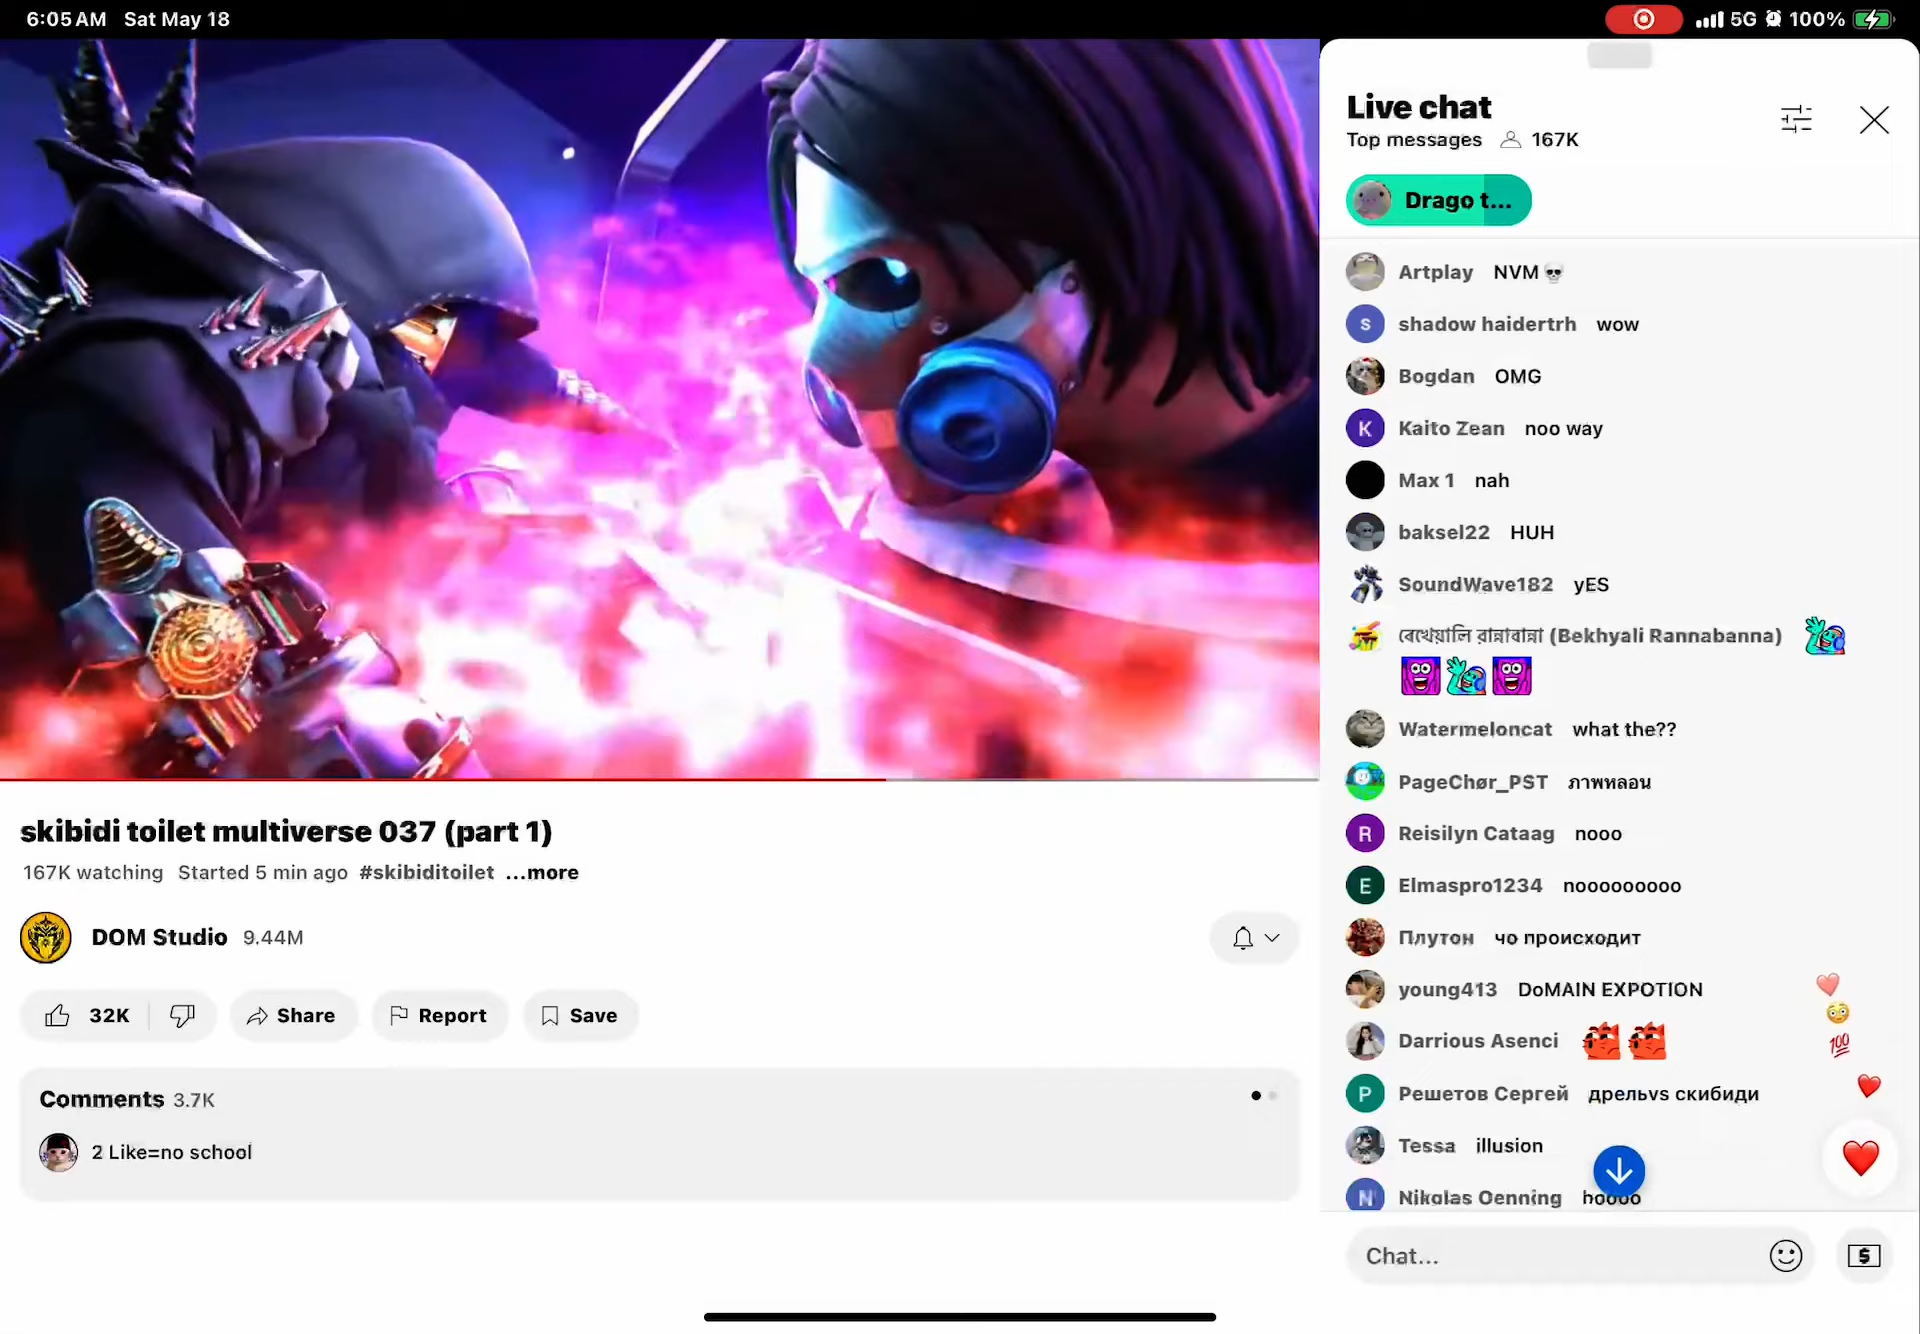 6:05 AM Sat May 18
5G 100%
Live chat
Top messages 167K
Drago t...
Artplay NVM💀
S shadow haidertrh wow
Bogdan OMG
K Kaito Zean noo way
Max 1 nah
baksel22 HUH
SoundWave182 yES
বেখেয়ালি রান্নাবান্না (Bekhyali Rannabanna)
Watermeloncat what the??
PageChør_PST ภาพหลอน
R Reisilyn Cataag nooo
E Elmaspro1234 nooooooooo
Плутон чо происходит
young413 DoMAIN EXPOTION
Darrious Asenci
💯
Р Решетов Сергей дрельvs скибиди
Tessa illusion
N Nikolas Oenning hoooo
Chat...
$
skibidi toilet multiverse 037 (part 1)
167K watching Started 5 min ago #skibiditoilet ...more
DOM Studio 9.44M
32K Share Report Save
Comments 3.7K
2 Like=no school